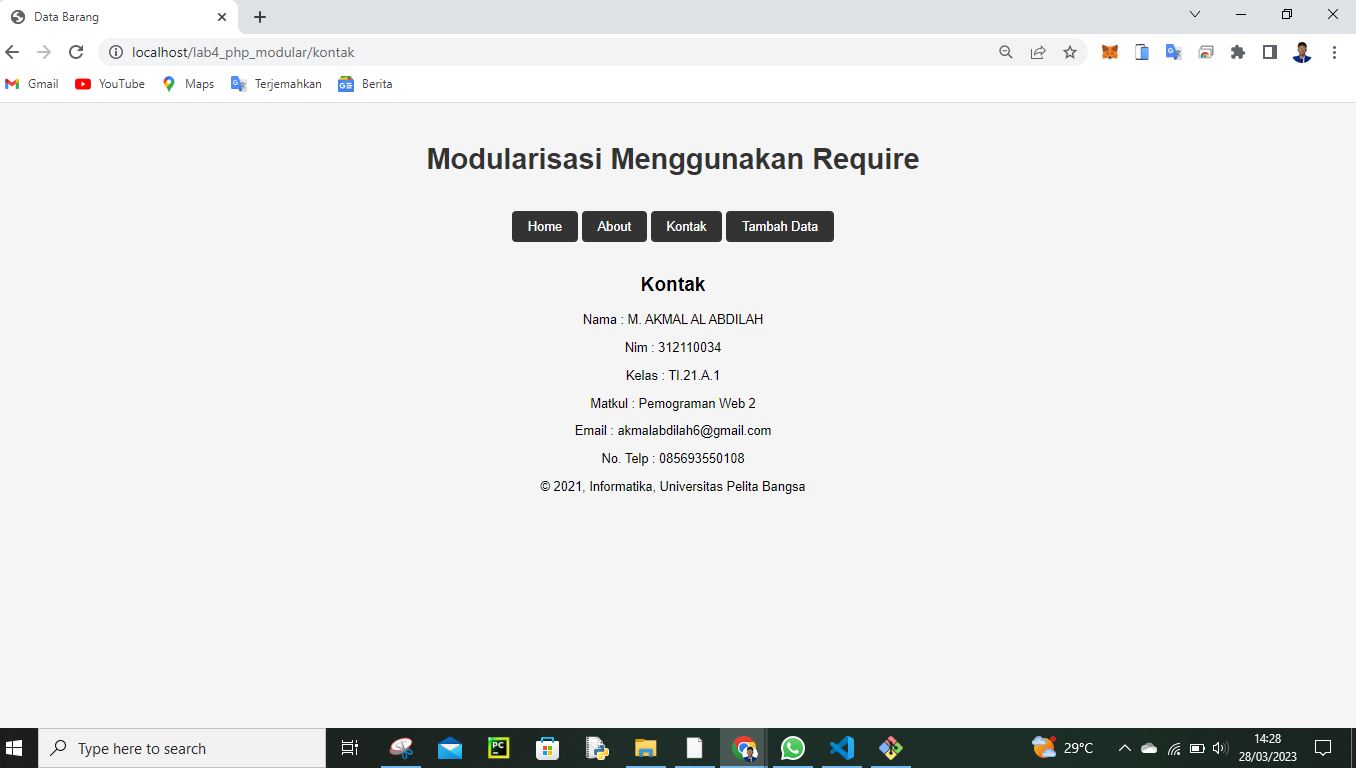 Data Barang
localhost/lab4_php_modular/kontak
Gmail YouTube Maps Terjemahkan Berita
Modularisasi Menggunakan Require
Home About Kontak Tambah Data
Kontak
Nama : M. AKMAL AL ABDILAH
Nim : 312110034
Kelas : TI.21.A.1
Matkul : Pemograman Web 2
Email : akmalabdilah6@gmail.com
No. Telp : 085693550108
© 2021, Informatika, Universitas Pelita Bangsa
Type here to search
PC
29°C
14:28
28/03/2023